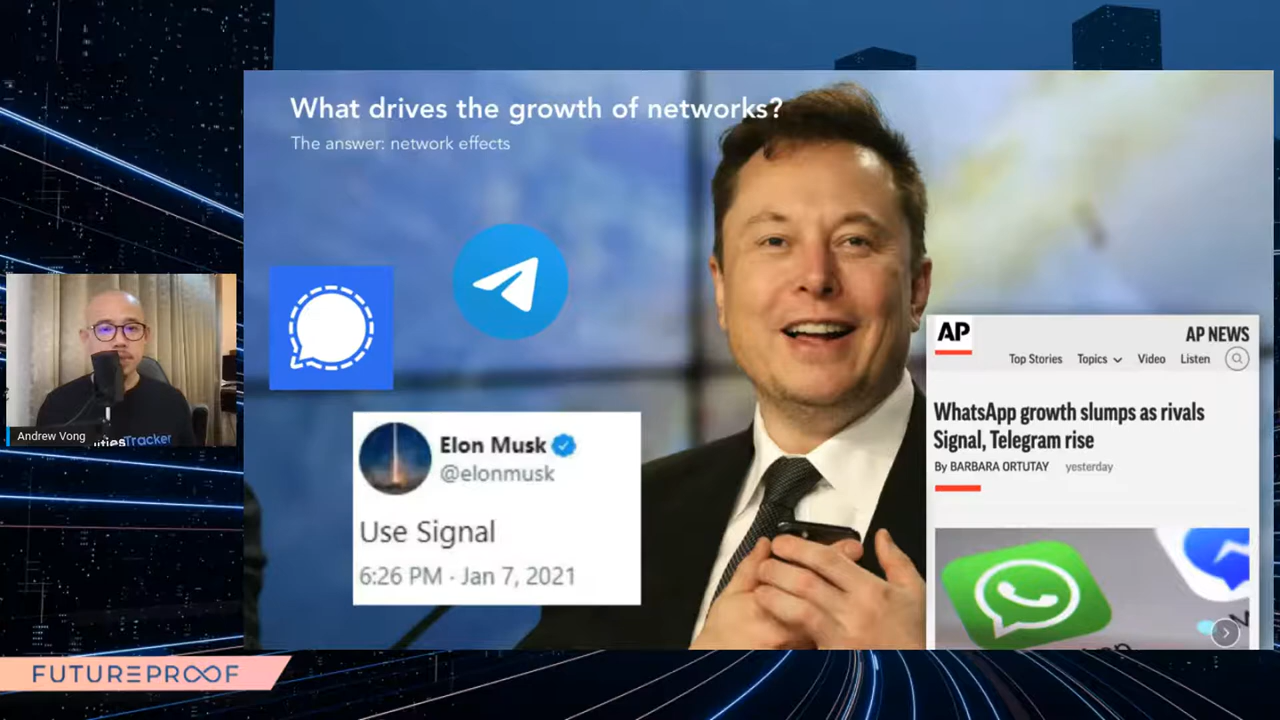 What drives the growth of networks?
The answer: network effects
Elon Musk
@elonmusk
Use Signal
6:26 PM · Jan 7, 2021
AP
AP NEWS
Top Stories Topics Video Listen
WhatsApp growth slumps as rivals
Signal, Telegram rise
By BARBARA ORTUTAY yesterday
Andrew Vong
Tracker
FUTUREPROOF